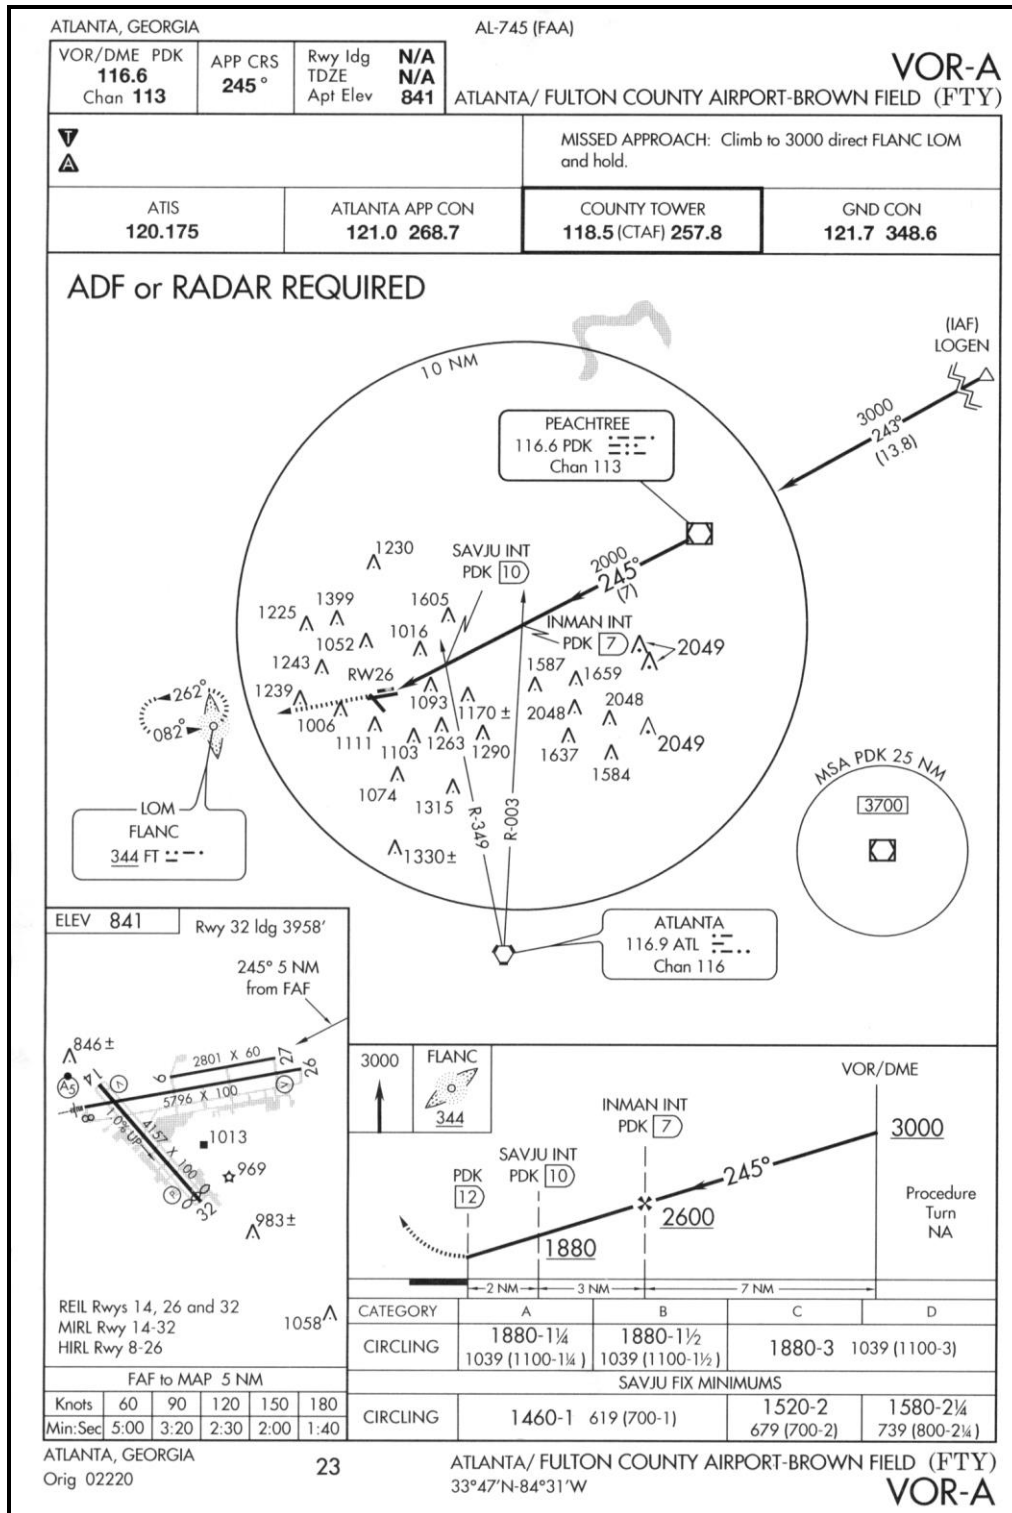 ATLANTA, GEORGIA
AL-745 (FAA)
VOR/DME PDK
116.6
Chan 113
APP CRS
245°
Rwy ldg N/A
TDZE N/A
Apt Elev 841
VOR-A
ATLANTA/ FULTON COUNTY AIRPORT-BROWN FIELD (FTY)
T
A
MISSED APPROACH: Climb to 3000 direct FLANC LOM
and hold.
ATIS
120.175
ATLANTA APP CON
121.0 268.7
COUNTY TOWER
118.5 (CTAF) 257.8
GND CON
121.7 348.6
ADF or RADAR REQUIRED
(IAF)
LOGEN
10 NM
3000
243°
(13.8)
PEACHTREE
116.6 PDK
Chan 113
1230
SAVJU INT
PDK 10
2000
245°
(7)
1399
1225
1605
1052
1016
INMAN INT
PDK 7
2049
1243
RW26
1587
1659
1239
262°
1093
2048
1006
1170 ±
2048
082°
1111
1103
1263
1290
1637
2049
1584
MSA PDK 25 NM
3700
1074
1315
LOM
FLANC
344 FT
R-349
R-003
1330±
ATLANTA
116.9 ATL
Chan 116
ELEV 841
Rwy 32 ldg 3958'
245° 5 NM
from FAF
846 ±
2801 X 60
27
26
9
14
A5
V
V
5796 X 100
8
1.0% UP
4157 X 100
1013
969
P
32
983±
1058
REIL Rwys 14, 26 and 32
MIRL Rwy 14-32
HIRL Rwy 8-26
FAF to MAP 5 NM
Knots 60 90 120 150 180
Min:Sec 5:00 3:20 2:30 2:00 1:40
3000
FLANC
344
VOR/DME
INMAN INT
PDK 7
3000
SAVJU INT
PDK 10
245°
PDK
12
2600
Procedure
Turn
NA
1880
2 NM
3 NM
7 NM
CATEGORY A B C D
CIRCLING
1880-1¼
1039 (1100-1¼)
1880-1½
1039 (1100-1½)
1880-3 1039 (1100-3)
SAVJU FIX MINIMUMS
CIRCLING
1460-1 619 (700-1)
1520-2
679 (700-2)
1580-2¼
739 (800-2¼)
ATLANTA, GEORGIA
Orig 02220
23
ATLANTA/ FULTON COUNTY AIRPORT-BROWN FIELD (FTY)
33°47'N-84°31'W
VOR-A